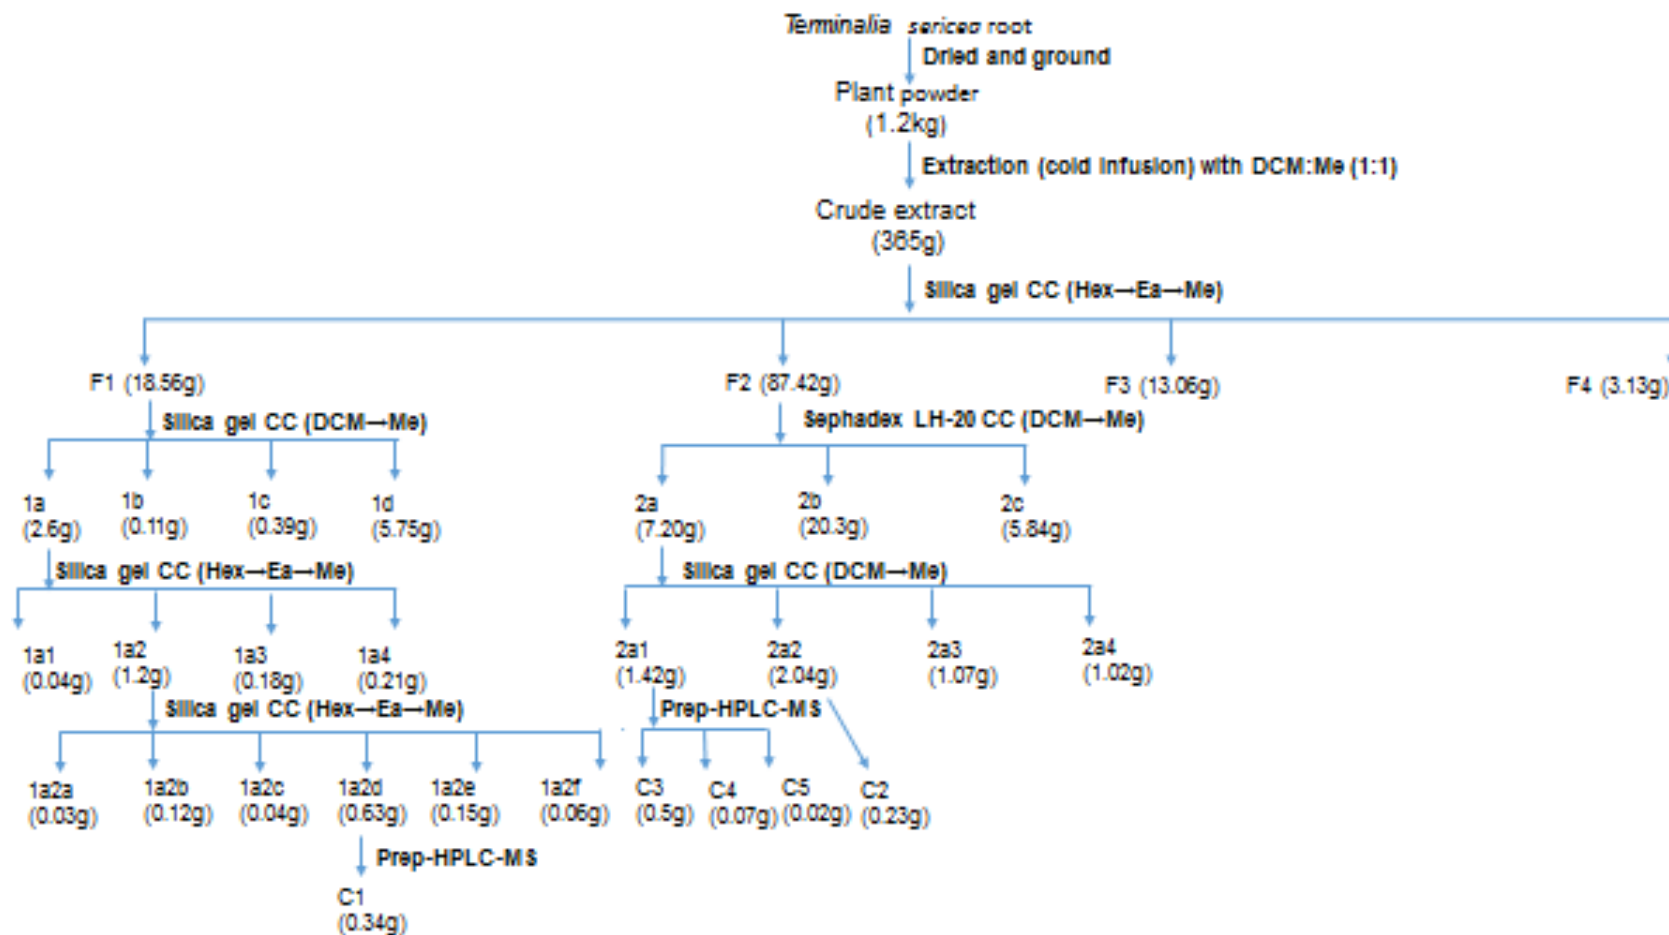 Terminalia sericea root
Dried and ground
Plant powder
(1.2kg)
Extraction (cold infusion) with DCM:Me (1:1)
Crude extract
(365g)
Silica gel CC (Hex→Ea→Me)
F1 (18.56g)
F2 (87.42g)
F3 (13.06g)
F4 (3.13g)
Silica gel CC (DCM→Me)
Sephadex LH-20 CC (DCM→Me)
1a
(2.6g)
1b
(0.11g)
1c
(0.39g)
1d
(5.75g)
2a
(7.20g)
2b
(20.3g)
2c
(5.84g)
Silica gel CC (Hex→Ea→Me)
Silica gel CC (DCM→Me)
1a1
(0.04g)
1a2
(1.2g)
1a3
(0.18g)
1a4
(0.21g)
2a1
(1.42g)
2a2
(2.04g)
2a3
(1.07g)
2a4
(1.02g)
Silica gel CC (Hex→Ea→Me)
Prep-HPLC-MS
1a2a
(0.03g)
1a2b
(0.12g)
1a2c
(0.04g)
1a2d
(0.63g)
1a2e
(0.15g)
1a2f
(0.06g)
C3
(0.5g)
C4
(0.07g)
C5
(0.02g)
C2
(0.23g)
Prep-HPLC-MS
C1
(0.34g)